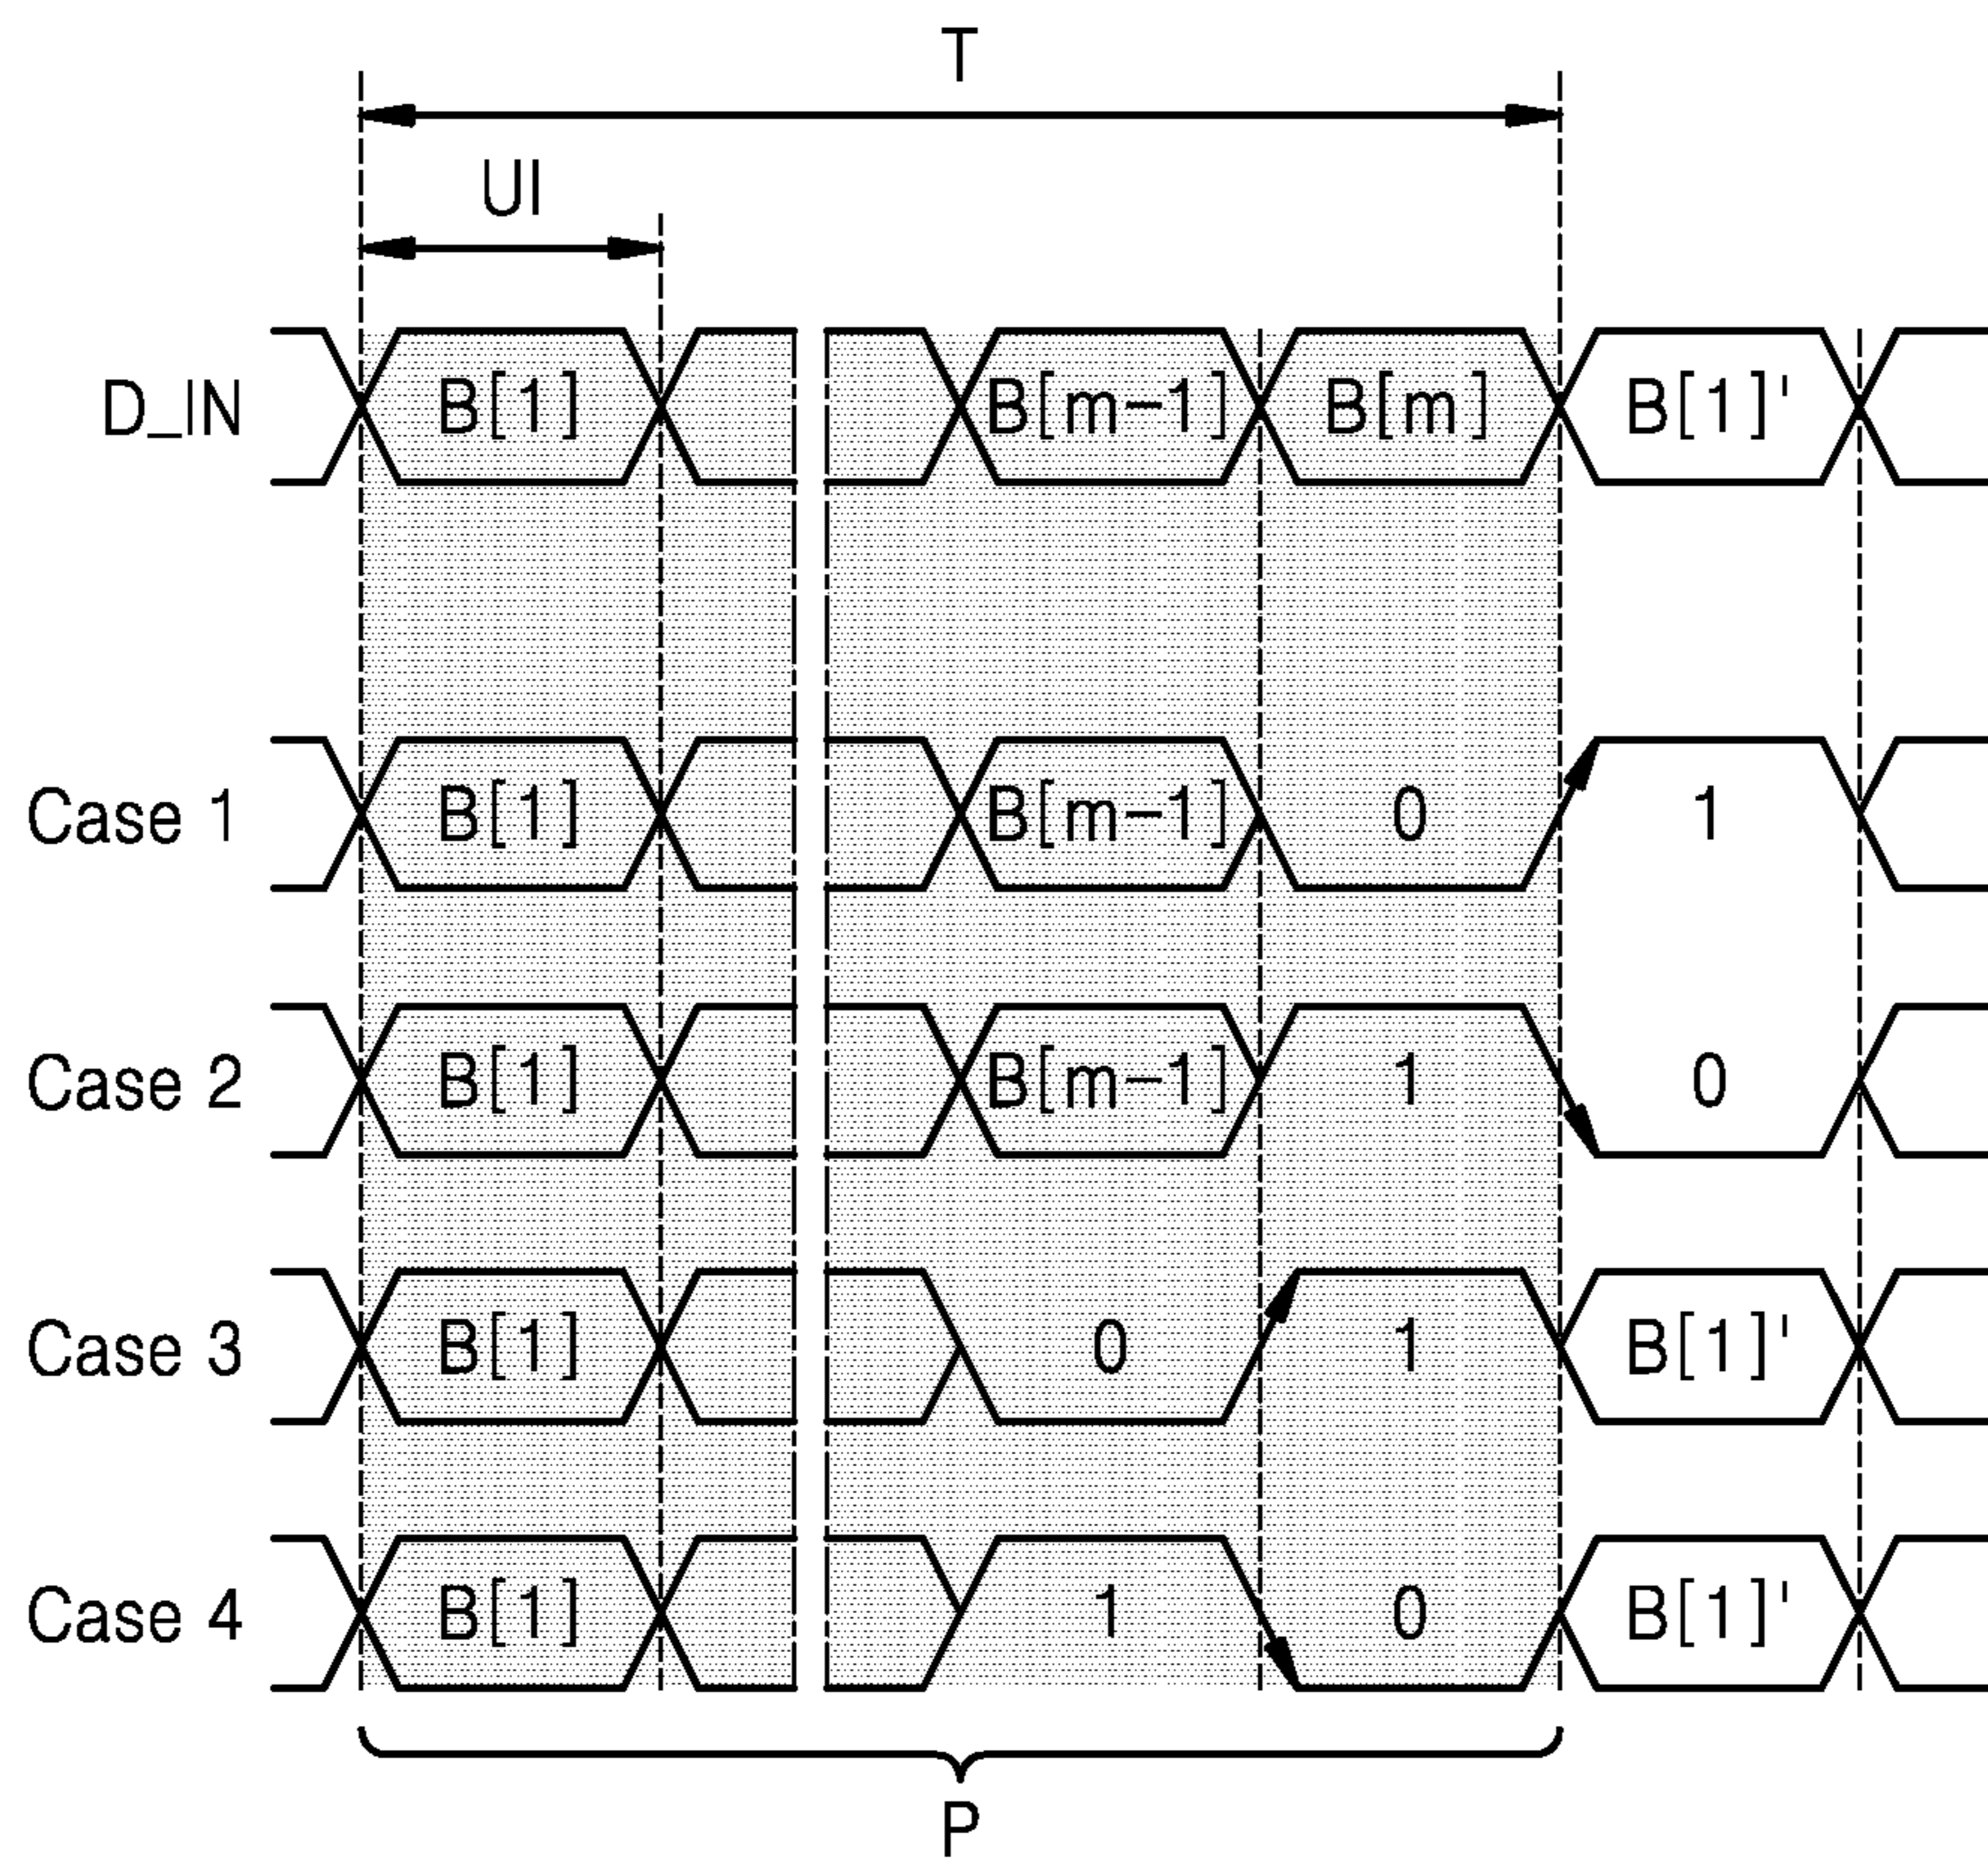 T
UI
D_IN B[1] B[m-1] B[m] B[1]'
Case 1 B[1] B[m-1] 0 1
Case 2 B[1] B[m-1] 1 0
Case 3 B[1] 0 1 B[1]'
Case 4 B[1] 1 0 B[1]'
P